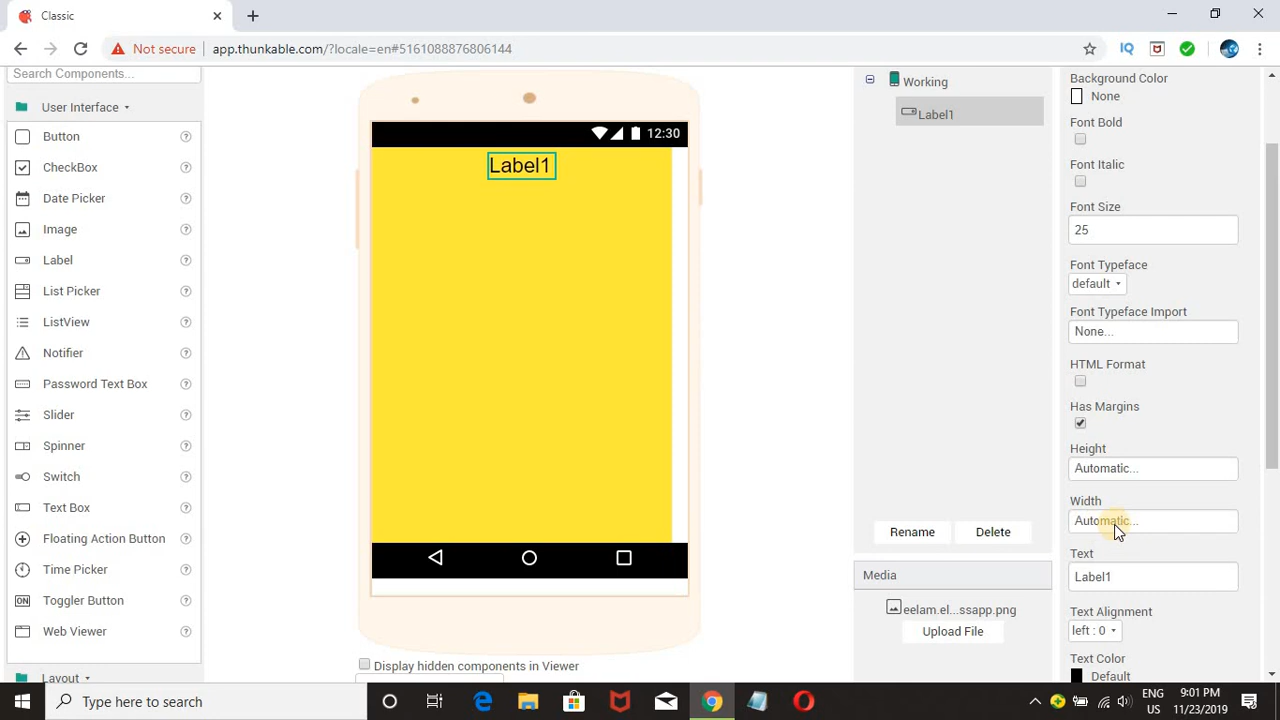 Classic
Not secure
app.thunkable.com/?locale=en#5161088876806144
Search Components...
User Interface
Button
CheckBox
Date Picker
Image
Label
List Picker
ListView
Notifier
Password Text Box
Slider
Spinner
Switch
Text Box
Floating Action Button
Time Picker
Toggler Button
ON
Web Viewer
Layout
12:30
Label1
Display hidden components in Viewer
Working
Label1
Rename
Delete
Media
eelam.el...ssapp.png
Upload File
Background Color
None
Font Bold
Font Italic
Font Size
25
Font Typeface
default
Font Typeface Import
None...
HTML Format
Has Margins
Height
Automatic...
Width
Automatic...
Text
Label1
Text Alignment
left : 0
Text Color
Default
Type here to search
ENG
US
9:01 PM
11/23/2019